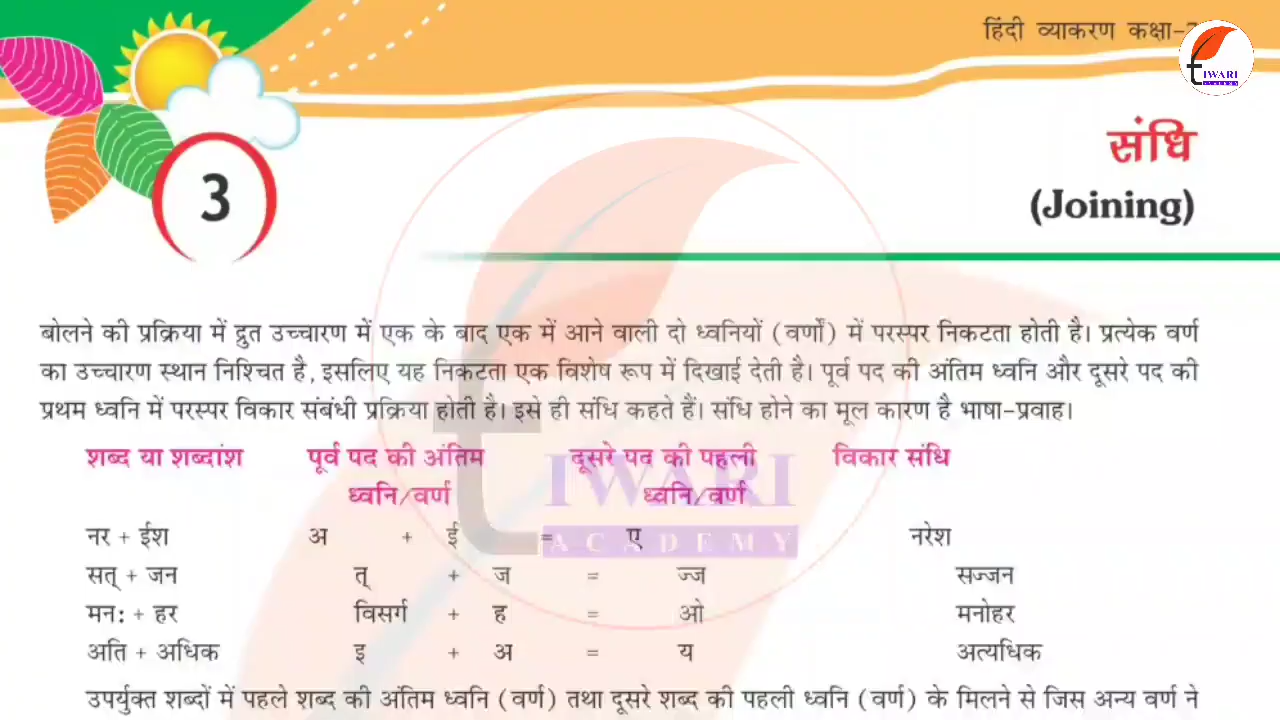 हिंदी व्याकरण कक्षा-
tIWARI
ACADEMY
संधि
(Joining)
3
बोलने की प्रक्रिया में द्रुत उच्चारण में एक के बाद एक में आने वाली दो ध्वनियों (वर्णों) में परस्पर निकटता होती है। प्रत्येक वर्ण
का उच्चारण स्थान निश्चित है, इसलिए यह निकटता एक विशेष रूप में दिखाई देती है। पूर्व पद की अंतिम ध्वनि और दूसरे पद की
प्रथम ध्वनि में परस्पर विकार संबंधी प्रक्रिया होती है। इसे ही संधि कहते हैं। संधि होने का मूल कारण है भाषा-प्रवाह।
शब्द या शब्दांश पूर्व पद की अंतिम दूसरे पद की पहली विकार संधि
ध्वनि/वर्ण ध्वनि/वर्ण
नर + ईश अ + ई = ए नरेश
सत् + जन त् + ज = ज्ज सज्जन
मन: + हर विसर्ग + ह = ओ मनोहर
अति + अधिक इ + अ = य अत्यधिक
उपर्युक्त शब्दों में पहले शब्द की अंतिम ध्वनि (वर्ण) तथा दूसरे शब्द की पहली ध्वनि (वर्ण) के मिलने से जिस अन्य वर्ण ने
tIWARI
ACADEMY